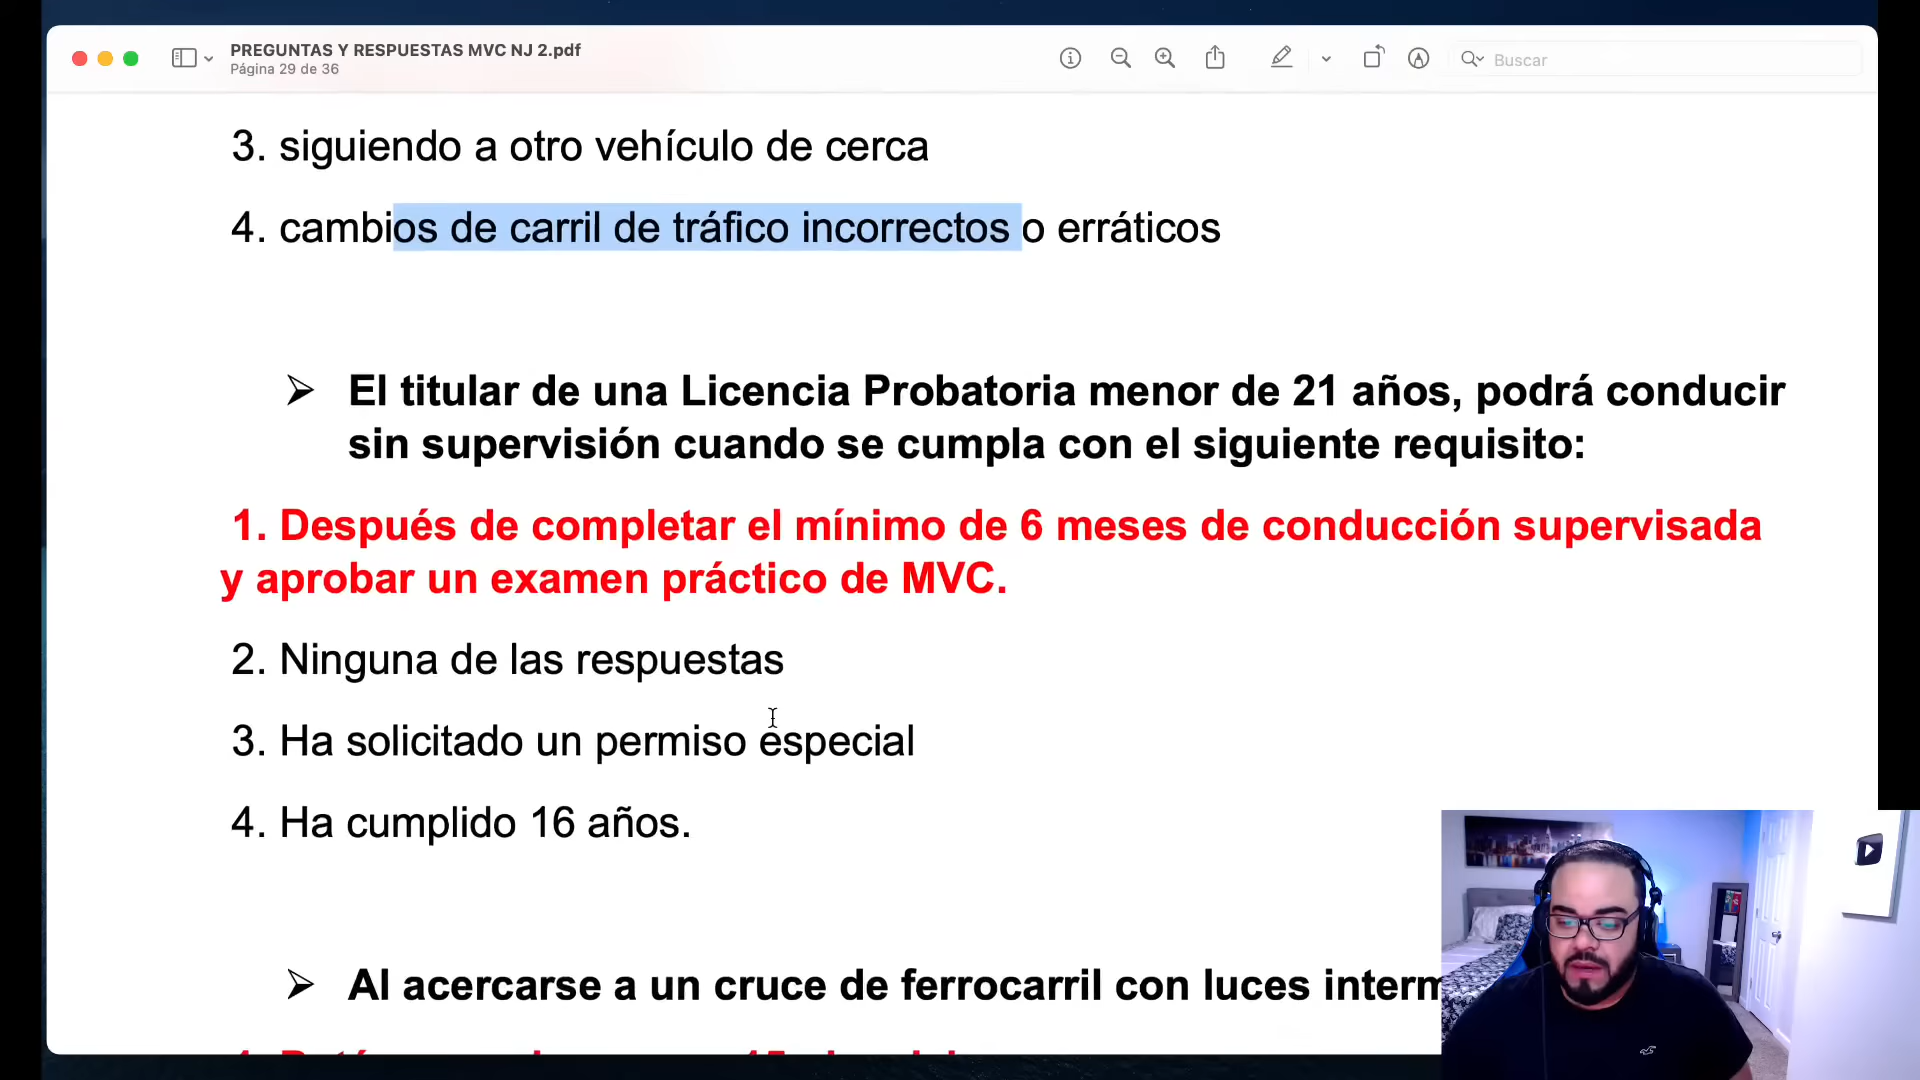 PREGUNTAS Y RESPUESTAS MVC NJ 2.pdf
Página 29 de 36
Buscar
3. siguiendo a otro vehículo de cerca
4. cambios de carril de tráfico incorrectos o erráticos
➢ El titular de una Licencia Probatoria menor de 21 años, podrá conducir
sin supervisión cuando se cumpla con el siguiente requisito:
1. Después de completar el mínimo de 6 meses de conducción supervisada
y aprobar un examen práctico de MVC.
2. Ninguna de las respuestas
3. Ha solicitado un permiso especial
4. Ha cumplido 16 años.
➢ Al acercarse a un cruce de ferrocarril con luces interm